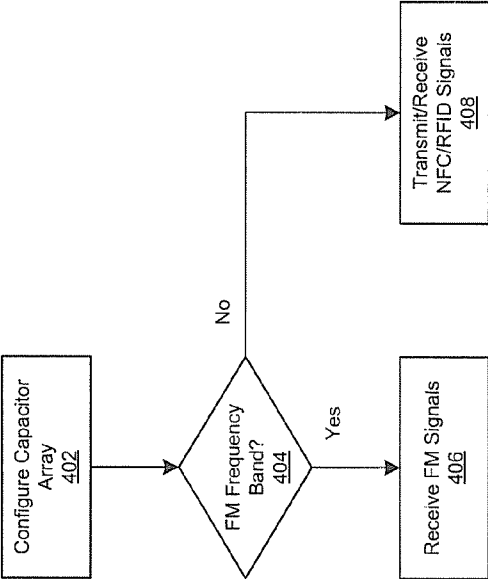 Configure Capacitor
Array
402
FM Frequency
Band?
404
No
Yes
Receive FM Signals
406
Transmit/Receive
NFC/RFID Signals
408